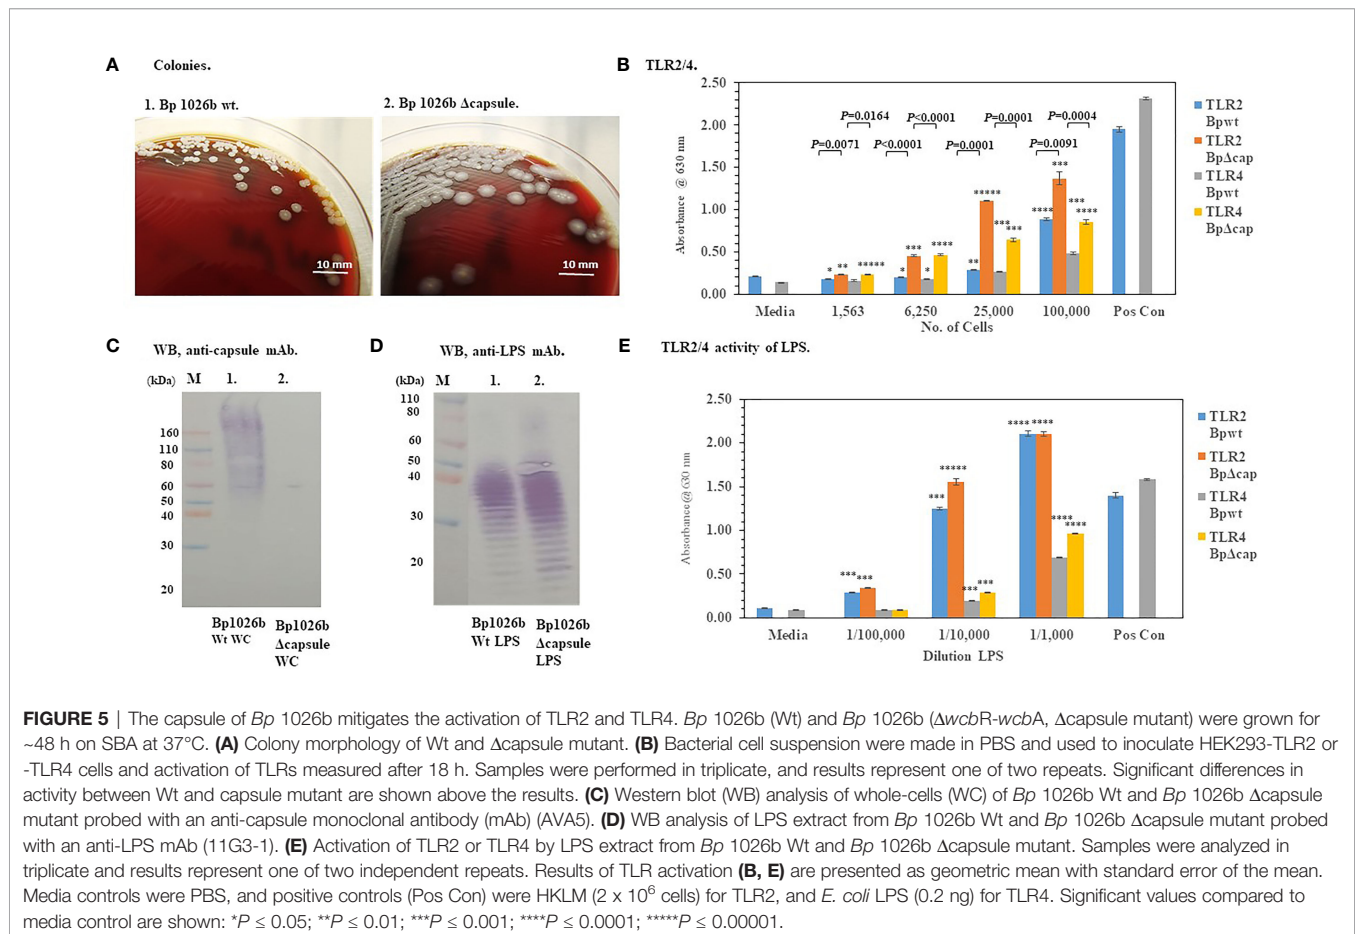 A Colonies.
1. Bp 1026b wt.
2. Bp 1026b Δcapsule.
10 mm
10 mm
B TLR2/4.
Absorbance @ 630 nm
2.50
2.00
1.50
1.00
0.50
0.00
P=0.0071
P=0.0164
P<0.0001
P<0.0001
P=0.0001
P=0.0001
P=0.0091
P=0.0004
* ** *****
* *** * ****
** ***** *** ***
**** *** *** ****
Media 1,563 6,250 25,000 100,000 Pos Con
No. of Cells
TLR2
Bpwt
TLR2
BpΔcap
TLR4
Bpwt
TLR4
BpΔcap
C WB, anti-capsule mAb.
(kDa) M 1. 2.
160
110
80
60
50
40
30
20
Bp1026b
Wt WC
Bp1026b
Δcapsule
WC
D WB, anti-LPS mAb.
(kDa) M 1. 2.
110
80
60
50
40
30
20
Bp1026b
Wt LPS
Bp1026b
Δcapsule
LPS
E TLR2/4 activity of LPS.
Absorbance@630 nm
2.50
2.00
1.50
1.00
0.50
0.00
*** ***
*** ***** *** ***
**** **** **** ****
Media 1/100,000 1/10,000 1/1,000 Pos Con
Dilution LPS
TLR2
Bpwt
TLR2
BpΔcap
TLR4
Bpwt
TLR4
BpΔcap
FIGURE 5 | The capsule of Bp 1026b mitigates the activation of TLR2 and TLR4. Bp 1026b (Wt) and Bp 1026b (ΔwcbR-wcbA, Δcapsule mutant) were grown for
~48 h on SBA at 37°C. (A) Colony morphology of Wt and Δcapsule mutant. (B) Bacterial cell suspension were made in PBS and used to inoculate HEK293-TLR2 or
-TLR4 cells and activation of TLRs measured after 18 h. Samples were performed in triplicate, and results represent one of two repeats. Significant differences in
activity between Wt and capsule mutant are shown above the results. (C) Western blot (WB) analysis of whole-cells (WC) of Bp 1026b Wt and Bp 1026b Δcapsule
mutant probed with an anti-capsule monoclonal antibody (mAb) (AVA5). (D) WB analysis of LPS extract from Bp 1026b Wt and Bp 1026b Δcapsule mutant probed
with an anti-LPS mAb (11G3-1). (E) Activation of TLR2 or TLR4 by LPS extract from Bp 1026b Wt and Bp 1026b Δcapsule mutant. Samples were analyzed in
triplicate and results represent one of two independent repeats. Results of TLR activation (B, E) are presented as geometric mean with standard error of the mean.
Media controls were PBS, and positive controls (Pos Con) were HKLM (2 x 10⁶ cells) for TLR2, and E. coli LPS (0.2 ng) for TLR4. Significant values compared to
media control are shown: *P ≤ 0.05; **P ≤ 0.01; ***P ≤ 0.001; ****P ≤ 0.0001; *****P ≤ 0.00001.